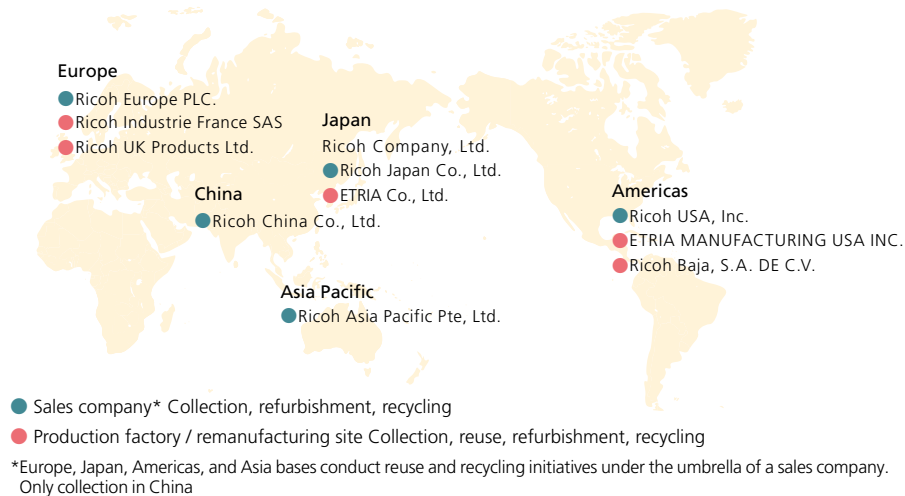 Europe
Ricoh Europe PLC.
Ricoh Industrie France SAS
Ricoh UK Products Ltd.
Japan
Ricoh Company, Ltd.
Ricoh Japan Co., Ltd.
ETRIA Co., Ltd.
China
Ricoh China Co., Ltd.
Americas
Ricoh USA, Inc.
ETRIA MANUFACTURING USA INC.
Ricoh Baja, S.A. DE C.V.
Asia Pacific
Ricoh Asia Pacific Pte, Ltd.
Sales company* Collection, refurbishment, recycling
Production factory / remanufacturing site Collection, reuse, refurbishment, recycling
*Europe, Japan, Americas, and Asia bases conduct reuse and recycling initiatives under the umbrella of a sales company.
Only collection in China